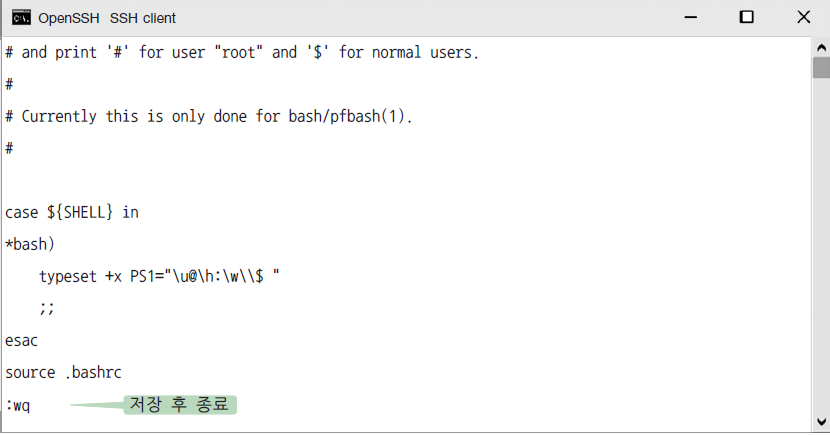 OpenSSH SSH client
# and print '#' for user "root" and '$' for normal users.
#
# Currently this is only done for bash/pfbash(1).
#
case ${SHELL} in
*bash)
    typeset +x PS1="\u@\h:\w\\$ "
    ;;
esac
source .bashrc
:wq 저장 후 종료